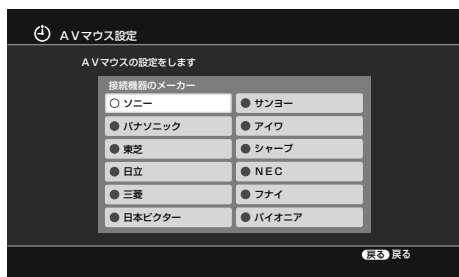 AVマウス設定
AVマウスの設定をします
接続機器のメーカー
ソニー
サンヨー
パナソニック
アイワ
東芝
シャープ
日立
NEC
三菱
フナイ
日本ビクター
パイオニア
戻る 戻る